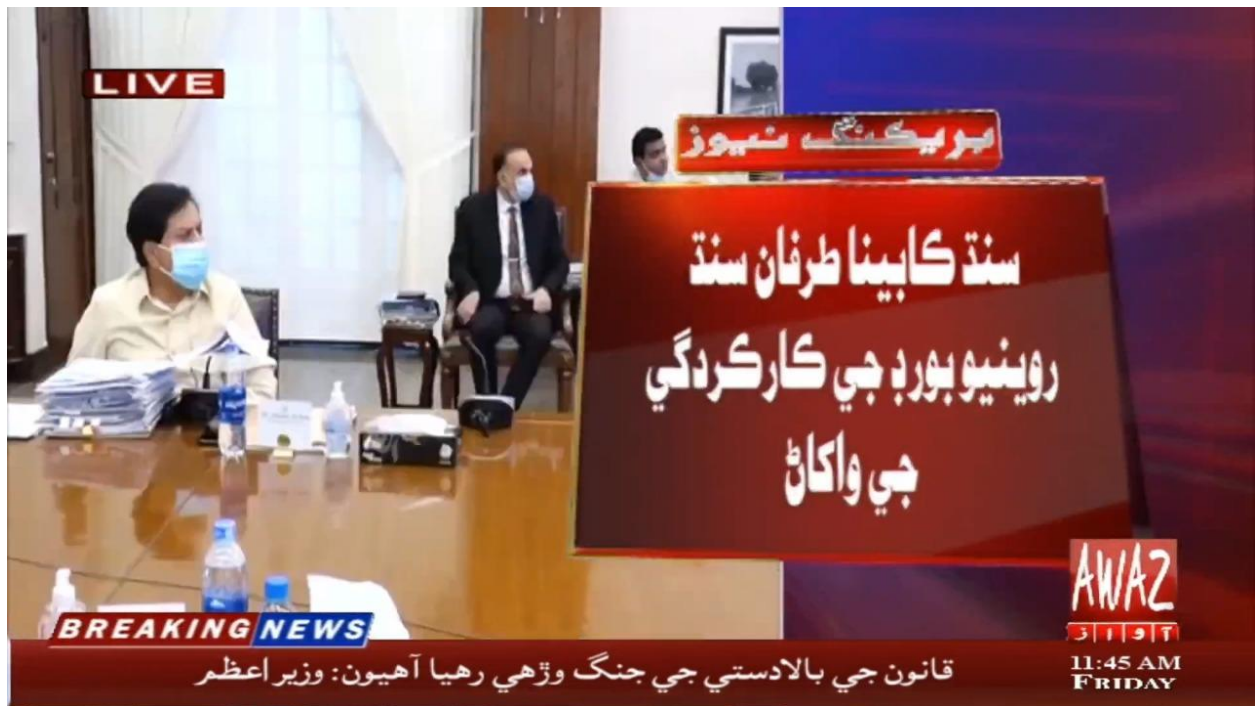 LIVE
بريڪنگ نيوز
سنڌ ڪابينا طرفان سنڌ
روينيو بورڊ جي ڪارڪردگي
جي واکاڻ
AWAZ
آواز
BREAKING NEWS
قانون جي بالادستي جي جنگ وڙهي رهيا آهيون: وزير اعظم
11:45 AM
FRIDAY